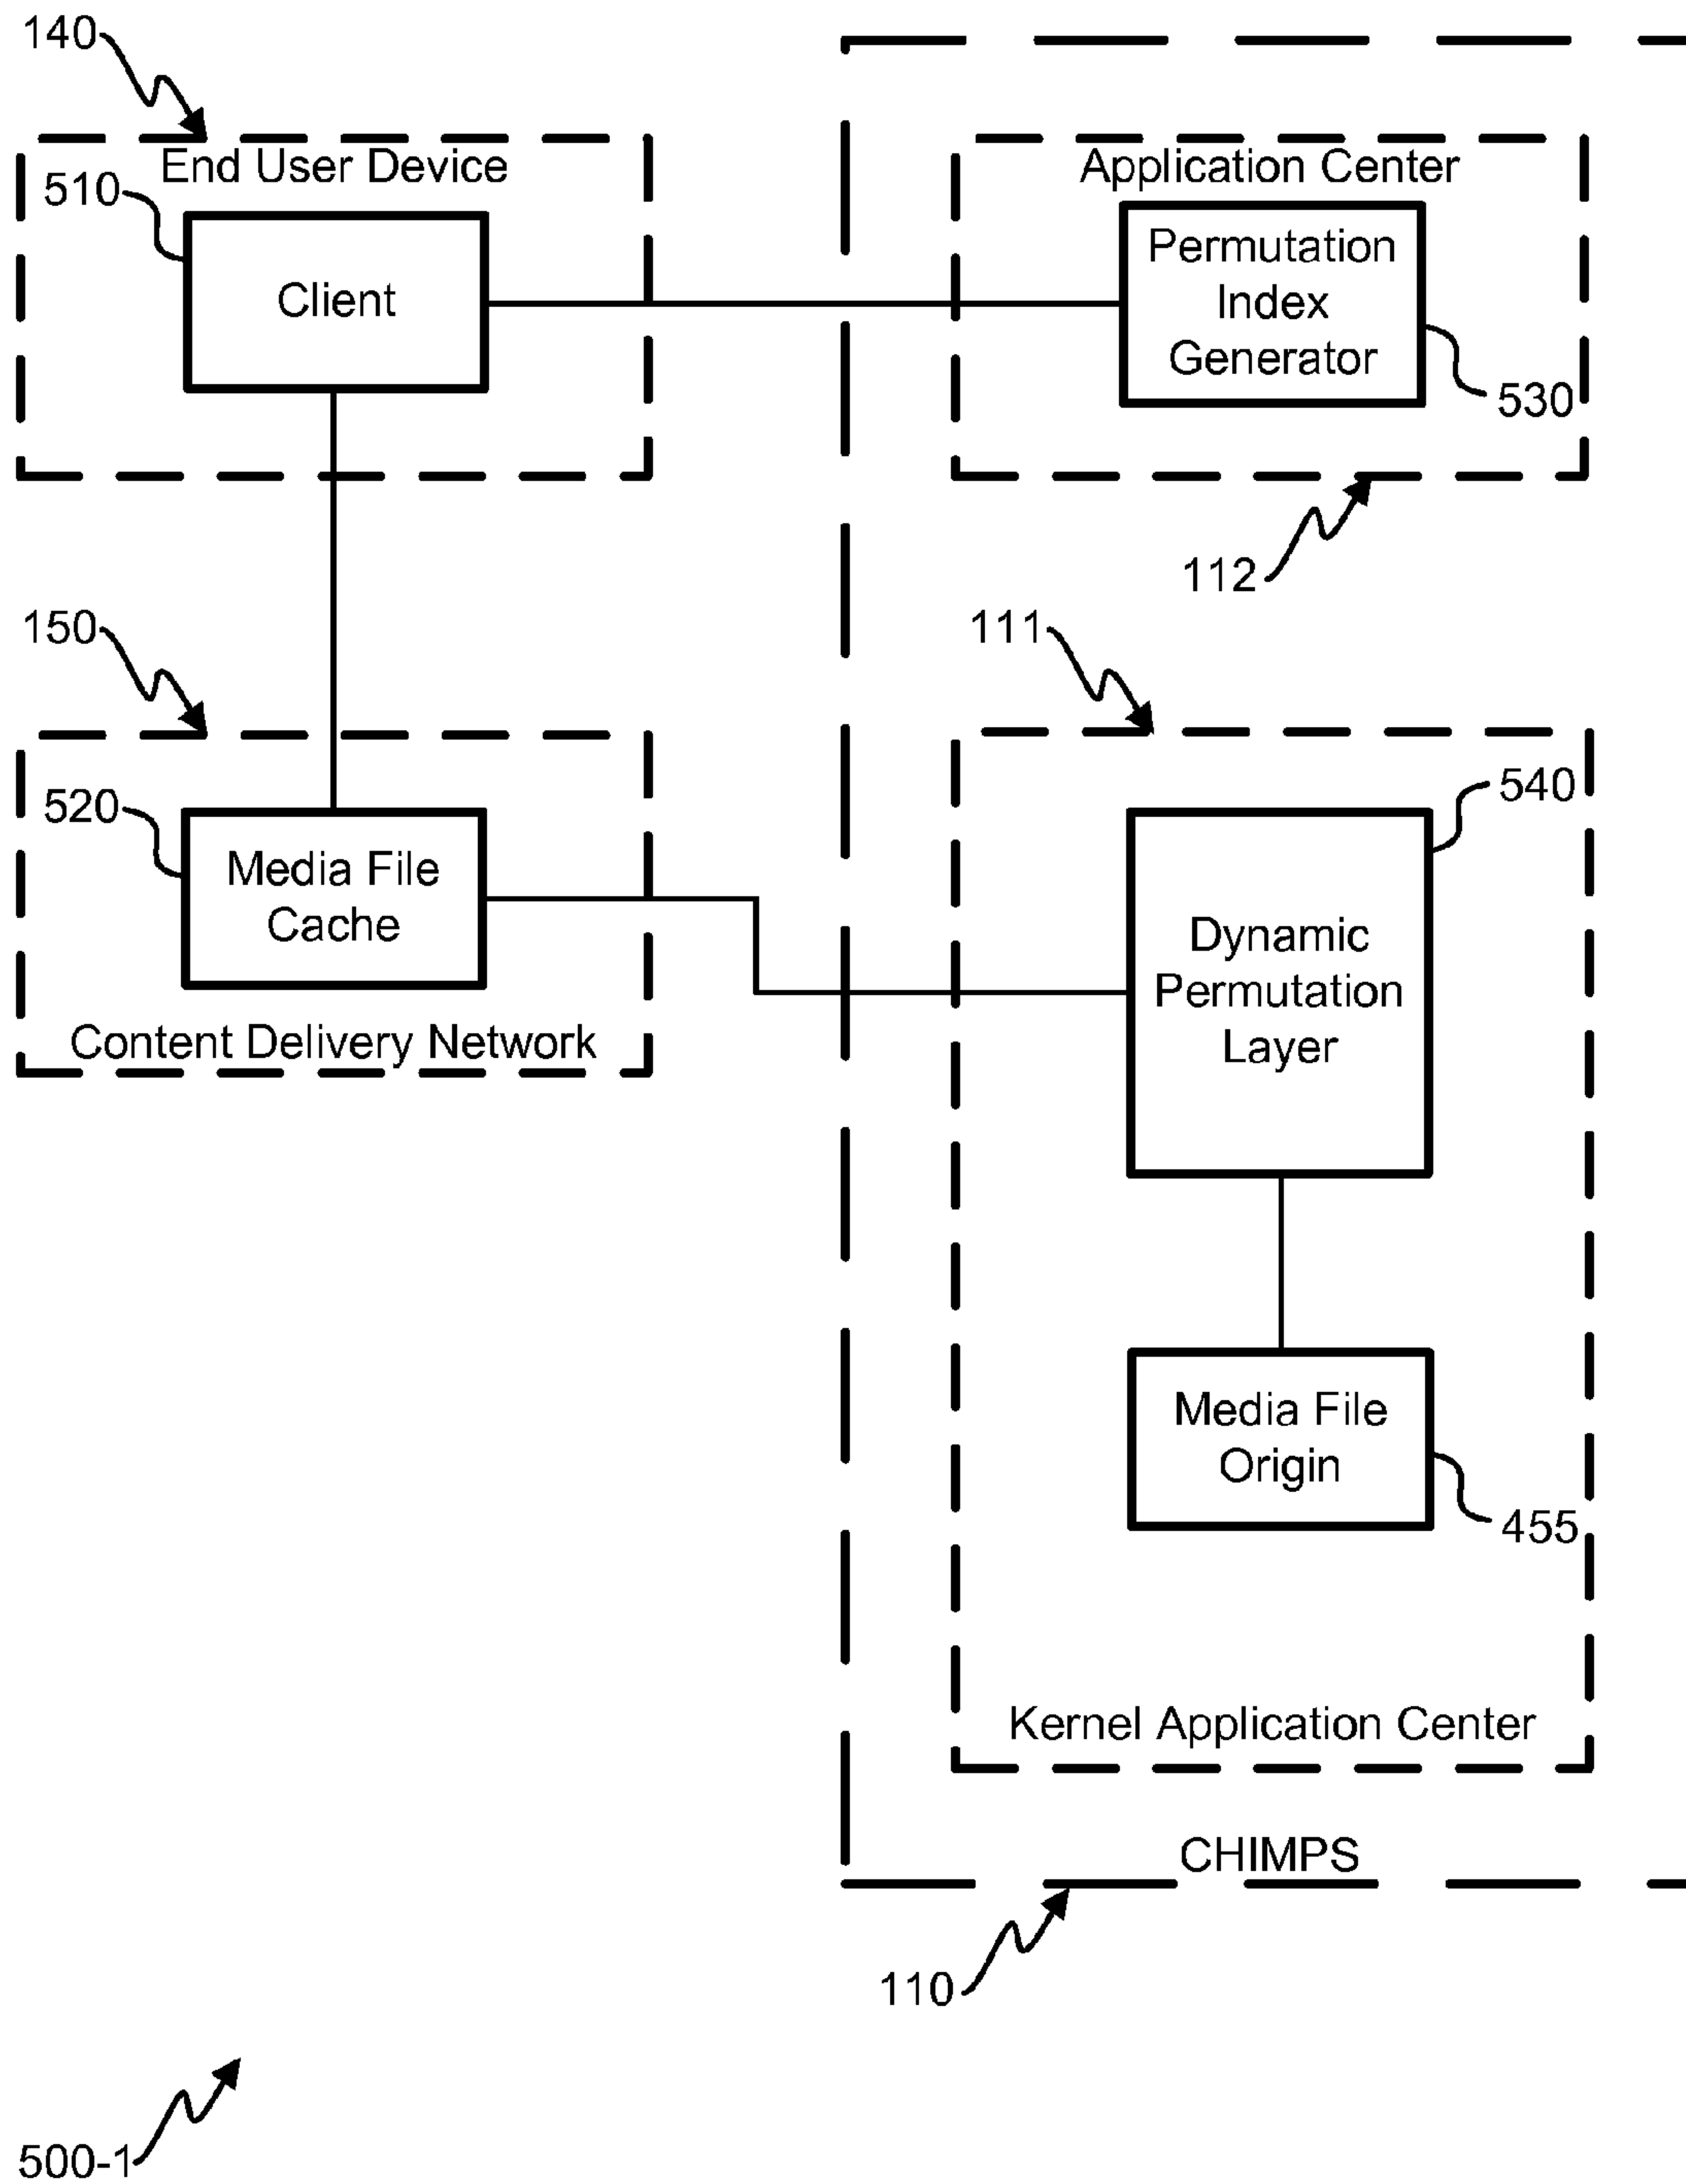 140
End User Device
510
Client
Application Center
Permutation
Index
Generator
530
112
150
520
Media File
Cache
Content Delivery Network
111
540
Dynamic
Permutation
Layer
Media File
Origin
455
Kernel Application Center
CHIMPS
110
500-1